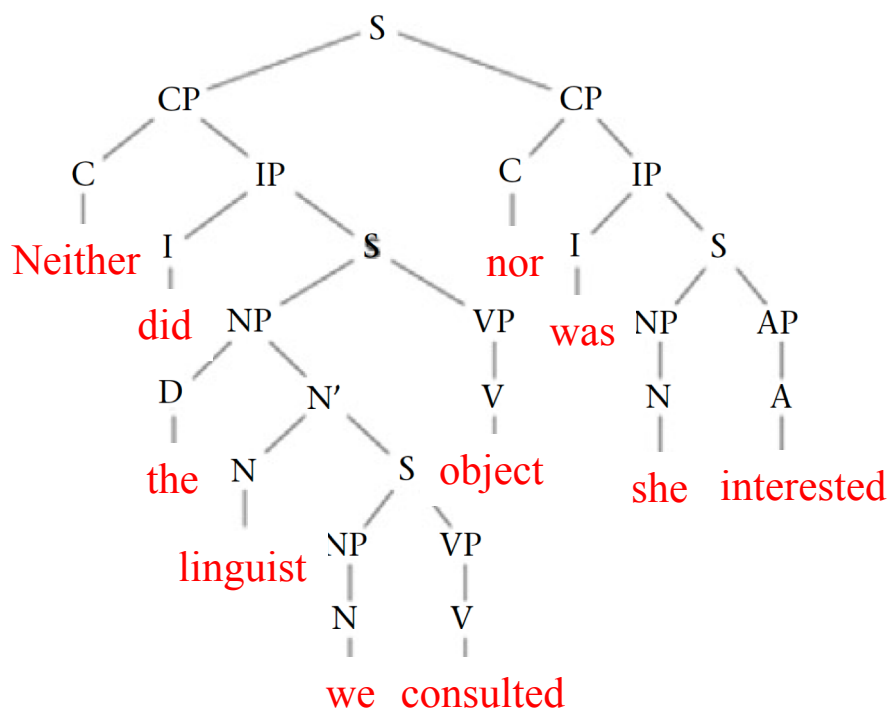 S
CP CP
C IP C IP
Neither I S nor I S
did NP VP was NP AP
D N' V N A
the N S object she interested
linguist NP VP
N V
we consulted